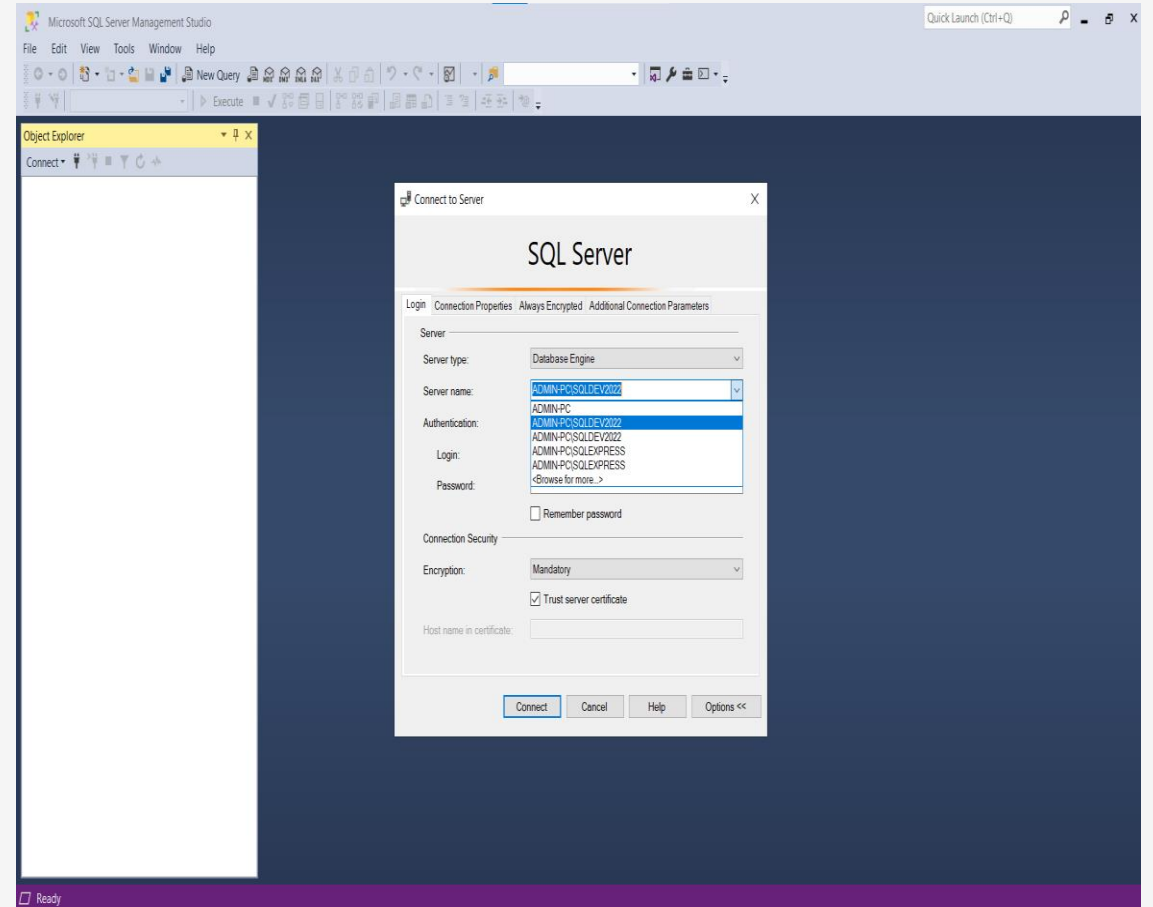 Microsoft SQL Server Management Studio
Quick Launch (Ctrl+Q)
File Edit View Tools Window Help
New Query MDX DMX XMLA DAX
Execute
Object Explorer
Connect
Connect to Server
SQL Server
Login Connection Properties Always Encrypted Additional Connection Parameters
Server
Server type: Database Engine
Server name: ADMIN-PC\SQLDEV2022
ADMIN-PC
Authentication: ADMIN-PC\SQLDEV2022
ADMIN-PC\SQLDEV2022
Login: ADMIN-PC\SQLEXPRESS
ADMIN-PC\SQLEXPRESS
Password: <Browse for more...>
Remember password
Connection Security
Encryption: Mandatory
Trust server certificate
Host name in certificate:
Connect Cancel Help Options <<
Ready